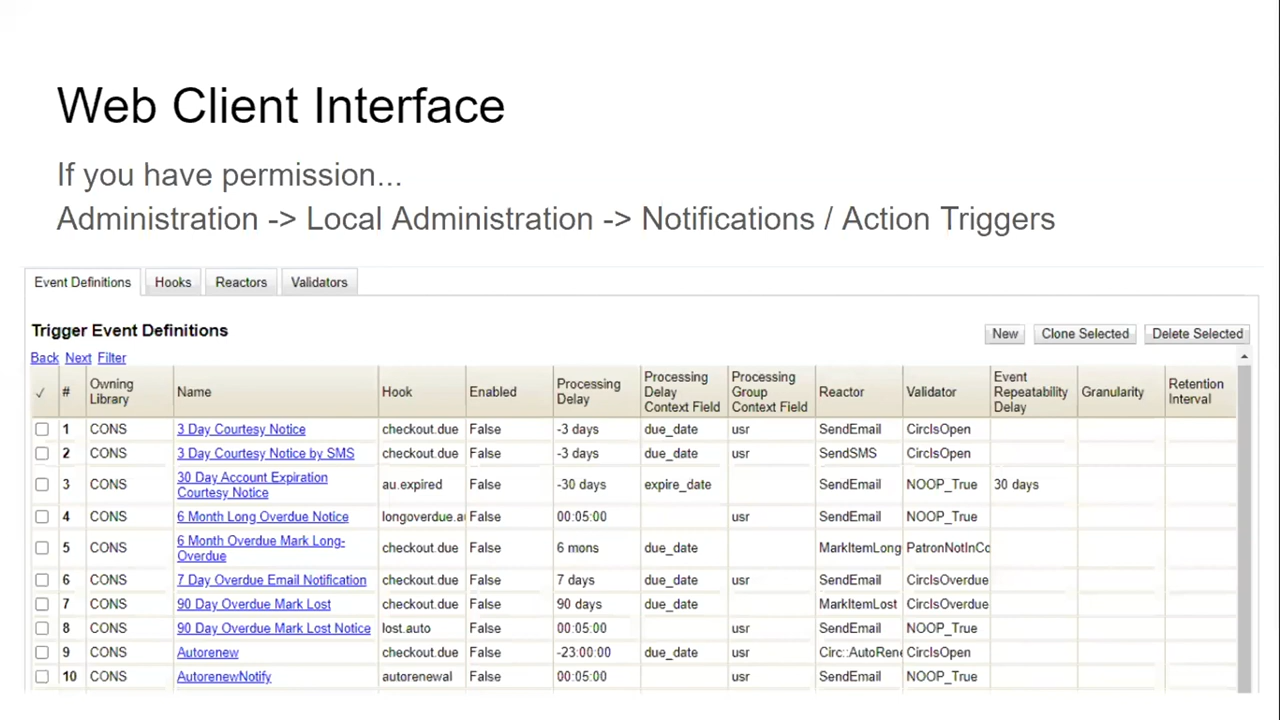 Web Client Interface
If you have permission...
Administration -> Local Administration -> Notifications / Action Triggers
Event Definitions Hooks Reactors Validators
Trigger Event Definitions New Clone Selected Delete Selected
Back Next Filter
✓ # Owning Library Name Hook Enabled Processing Delay Processing Delay Context Field Processing Group Context Field Reactor Validator Event Repeatability Delay Granularity Retention Interval
1 CONS 3 Day Courtesy Notice checkout.due False -3 days due_date usr SendEmail CircIsOpen
2 CONS 3 Day Courtesy Notice by SMS checkout.due False -3 days due_date usr SendSMS CircIsOpen
3 CONS 30 Day Account Expiration Courtesy Notice au.expired False -30 days expire_date SendEmail NOOP_True 30 days
4 CONS 6 Month Long Overdue Notice longoverdue.a False 00:05:00 usr SendEmail NOOP_True
5 CONS 6 Month Overdue Mark Long-Overdue checkout.due False 6 mons due_date MarkItemLong PatronNotInCo
6 CONS 7 Day Overdue Email Notification checkout.due False 7 days due_date usr SendEmail CircIsOverdue
7 CONS 90 Day Overdue Mark Lost checkout.due False 90 days due_date MarkItemLost CircIsOverdue
8 CONS 90 Day Overdue Mark Lost Notice lost.auto False 00:05:00 usr SendEmail NOOP_True
9 CONS Autorenew checkout.due False -23:00:00 due_date usr Circ::AutoRene CircIsOpen
10 CONS AutorenewNotify autorenewal False 00:05:00 usr SendEmail NOOP_True